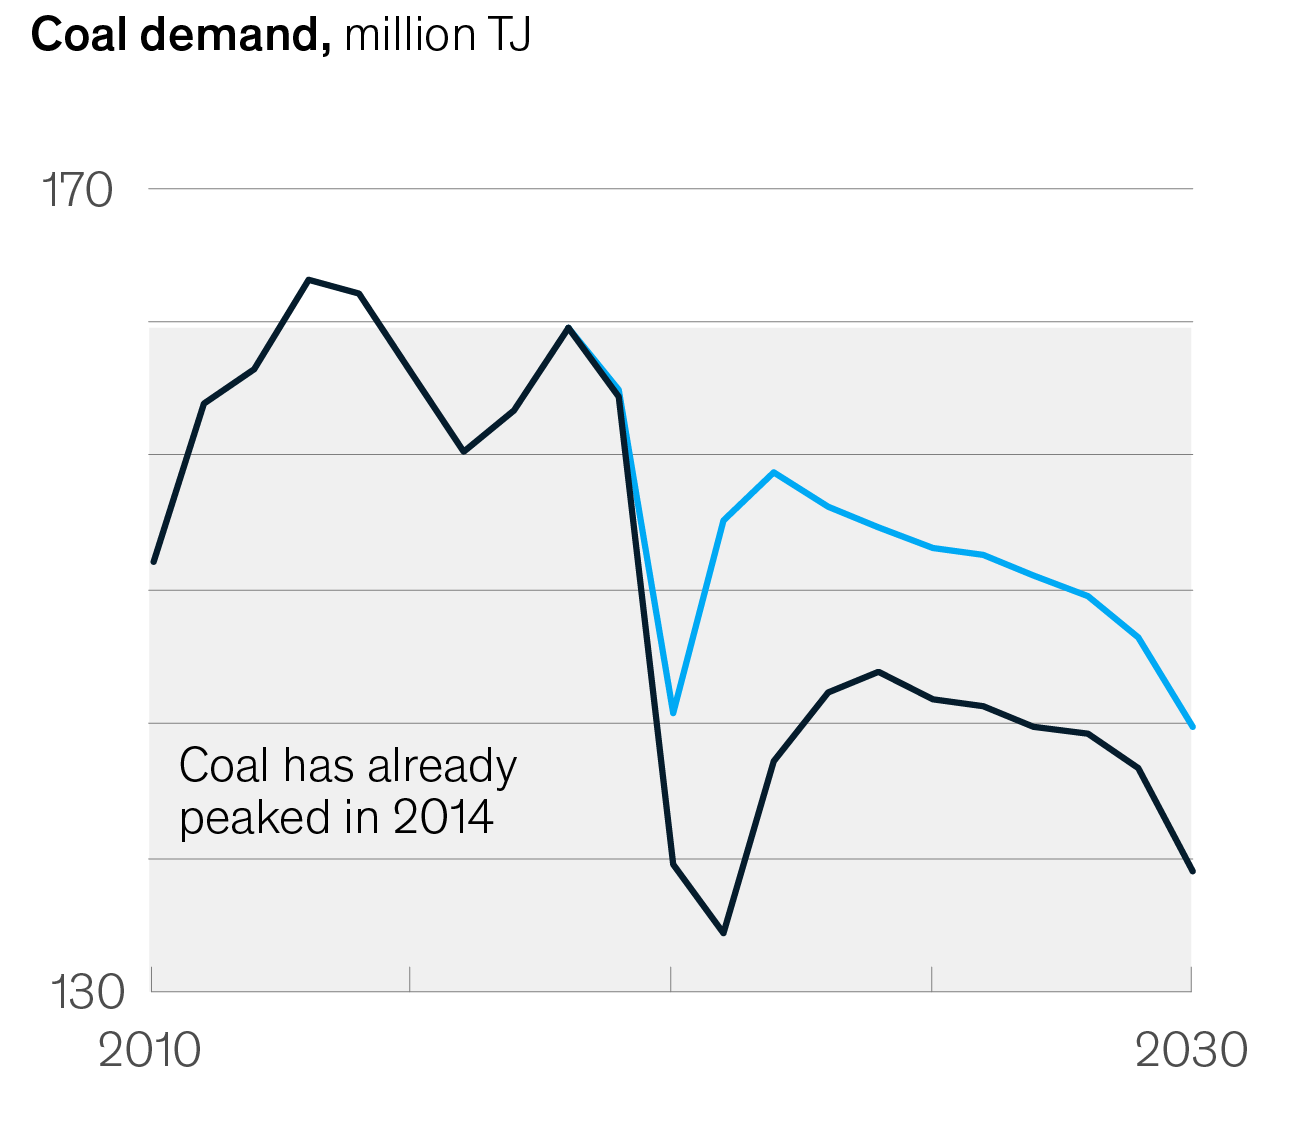 Coal demand, million TJ
170
Coal has already
peaked in 2014
130
2010
2030